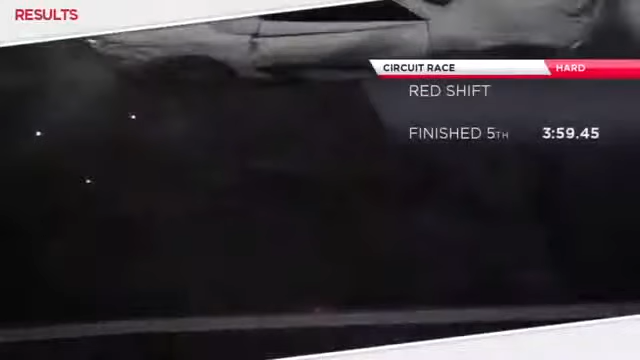 RESULTS
CIRCUIT RACE HARD
RED SHIFT
FINISHED 5TH 3:59.45